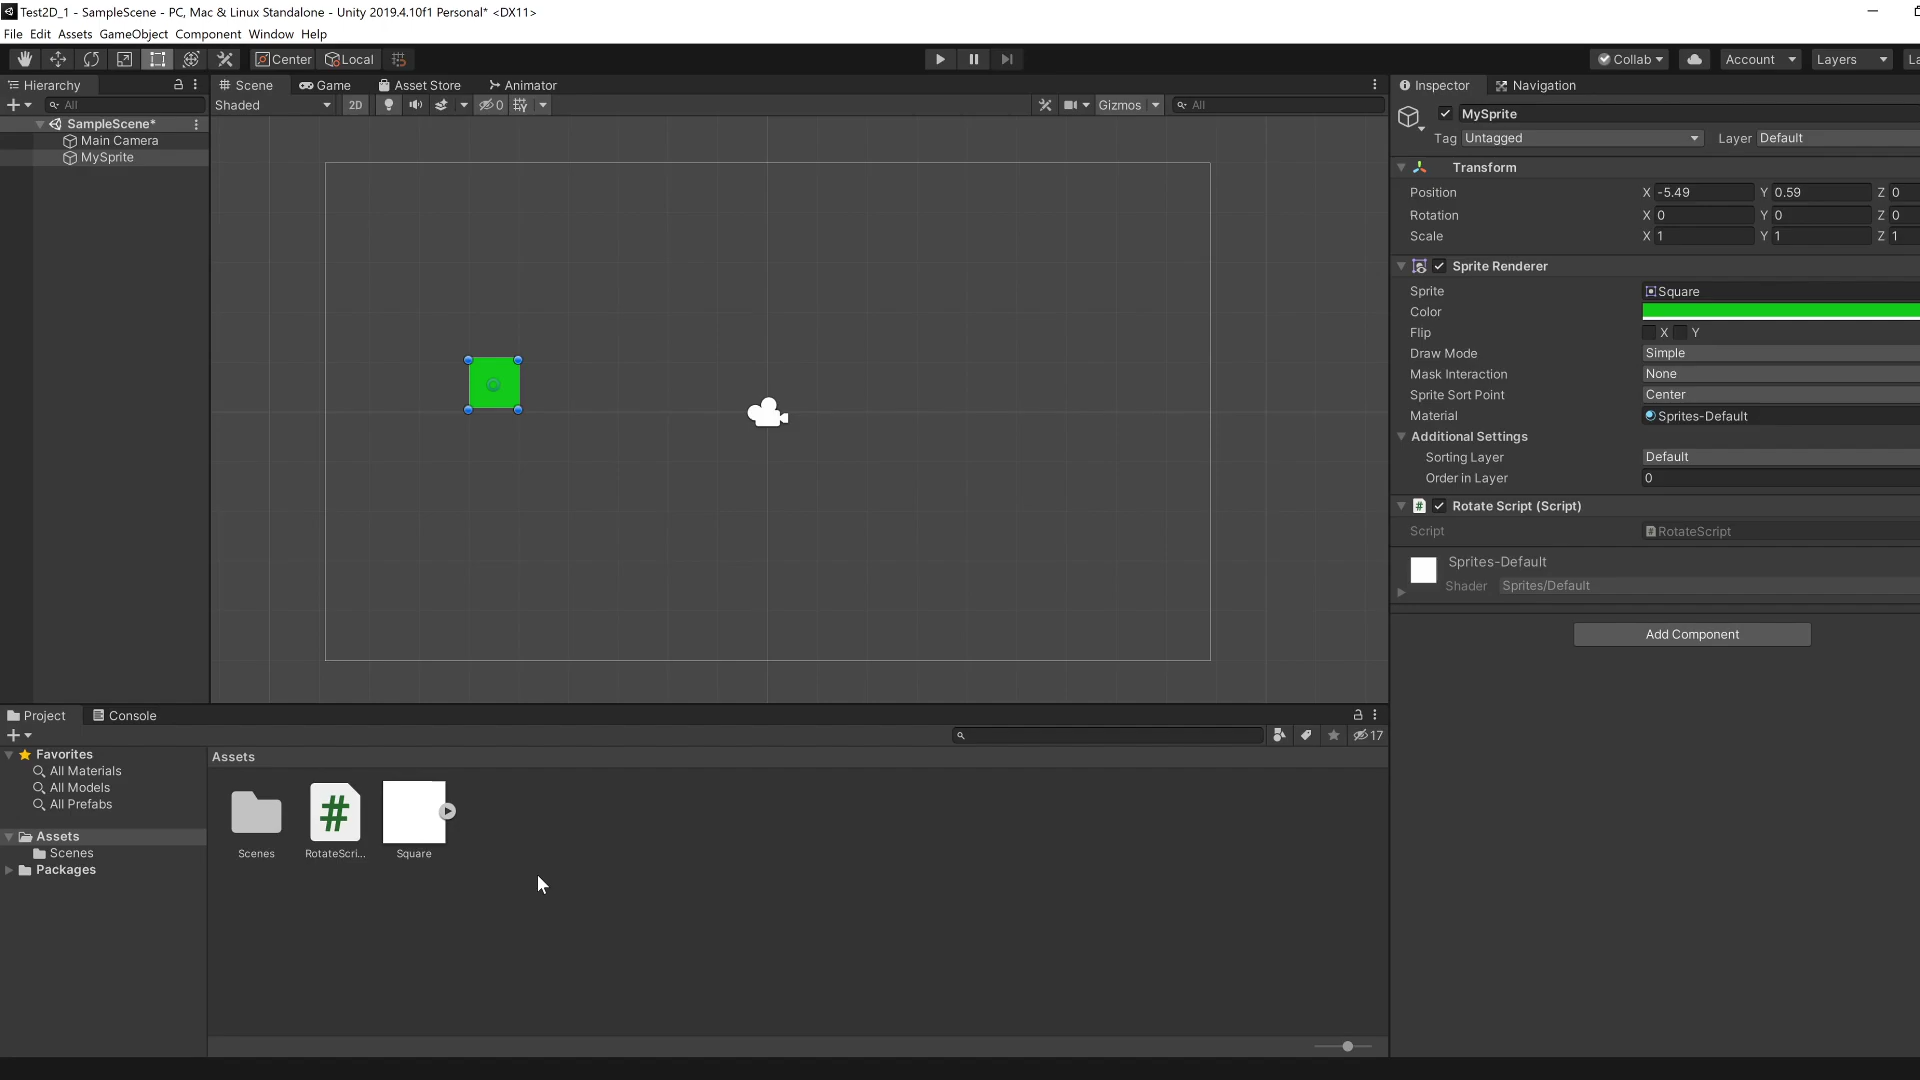 Test2D_1 - SampleScene - PC, Mac & Linux Standalone - Unity 2019.4.10f1 Personal* <DX11>
File Edit Assets GameObject Component Window Help
Center Local Collab Account Layers La
Hierarchy
All
SampleScene*
Main Camera
MySprite
Scene Game Asset Store Animator
Shaded 2D 0 Gizmos All
Inspector Navigation
MySprite
Tag Untagged Layer Default
Transform
Position X -5.49 Y 0.59 Z 0
Rotation X 0 Y 0 Z 0
Scale X 1 Y 1 Z 1
Sprite Renderer
Sprite Square
Color
Flip X Y
Draw Mode Simple
Mask Interaction None
Sprite Sort Point Center
Material Sprites-Default
Additional Settings
Sorting Layer Default
Order in Layer 0
# Rotate Script (Script)
Script RotateScript
Sprites-Default
Shader Sprites/Default
Add Component
Project Console
17
Favorites
All Materials
All Models
All Prefabs
Assets
Scenes
Packages
Assets
#
Scenes RotateScri... Square